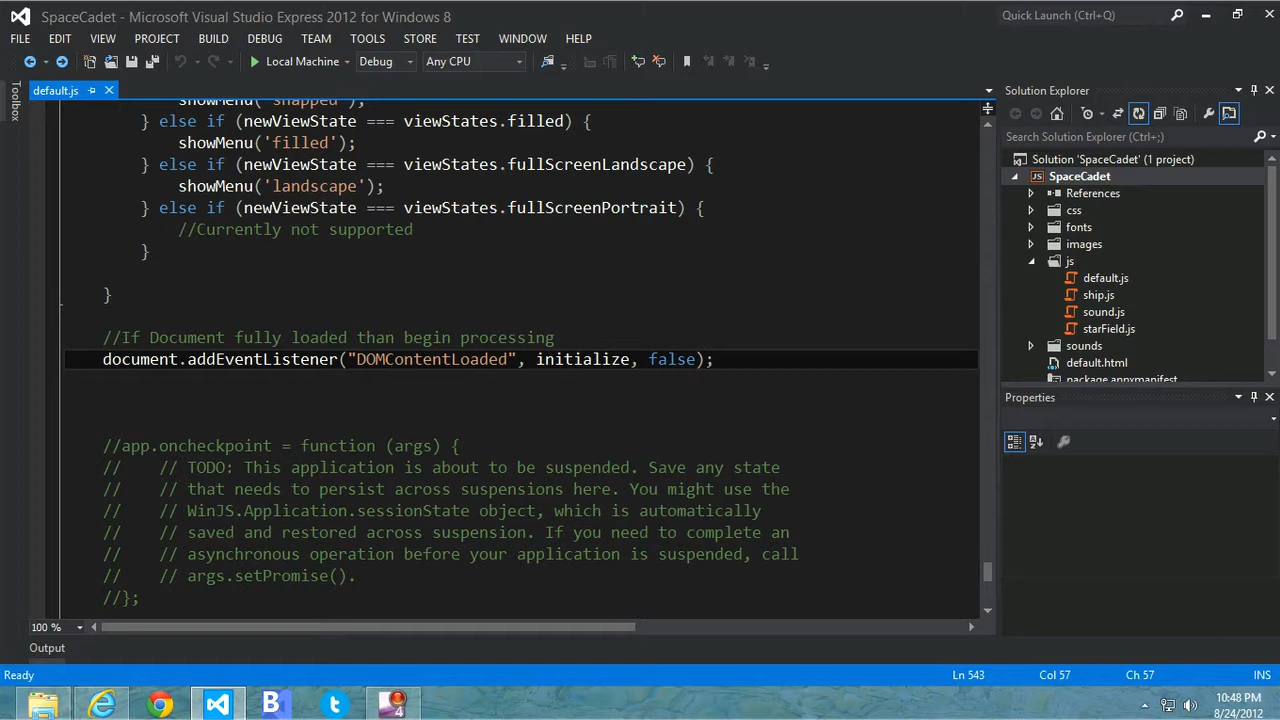 SpaceCadet - Microsoft Visual Studio Express 2012 for Windows 8
Quick Launch (Ctrl+Q)
FILE EDIT VIEW PROJECT BUILD DEBUG TEAM TOOLS STORE TEST WINDOW HELP
Local Machine Debug Any CPU
Toolbox
default.js
showMenu('snapped');
} else if (newViewState === viewStates.filled) {
showMenu('filled');
} else if (newViewState === viewStates.fullScreenLandscape) {
showMenu('landscape');
} else if (newViewState === viewStates.fullScreenPortrait) {
//Currently not supported
}
}
//If Document fully loaded than begin processing
document.addEventListener("DOMContentLoaded", initialize, false);
//app.oncheckpoint = function (args) {
// // TODO: This application is about to be suspended. Save any state
// // that needs to persist across suspensions here. You might use the
// // WinJS.Application.sessionState object, which is automatically
// // saved and restored across suspension. If you need to complete an
// // asynchronous operation before your application is suspended, call
// // args.setPromise().
//};
100 %
Output
Solution Explorer
Search Solution Explorer (Ctrl+;)
Solution 'SpaceCadet' (1 project)
JS SpaceCadet
References
css
fonts
images
js
default.js
ship.js
sound.js
starField.js
sounds
default.html
package.appxmanifest
Properties
Ready Ln 543 Col 57 Ch 57 INS
10:48 PM
8/24/2012